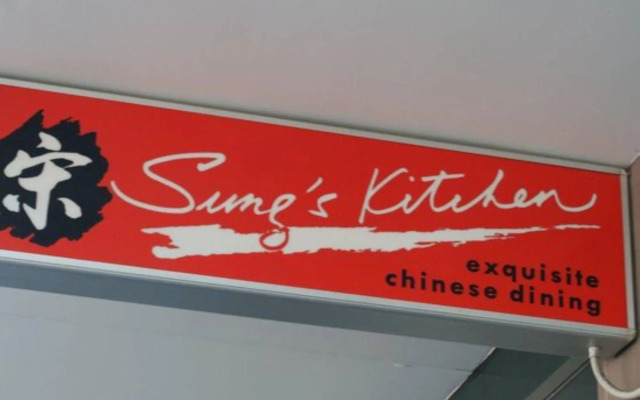 宋 Sung's Kitchen
exquisite
chinese dining